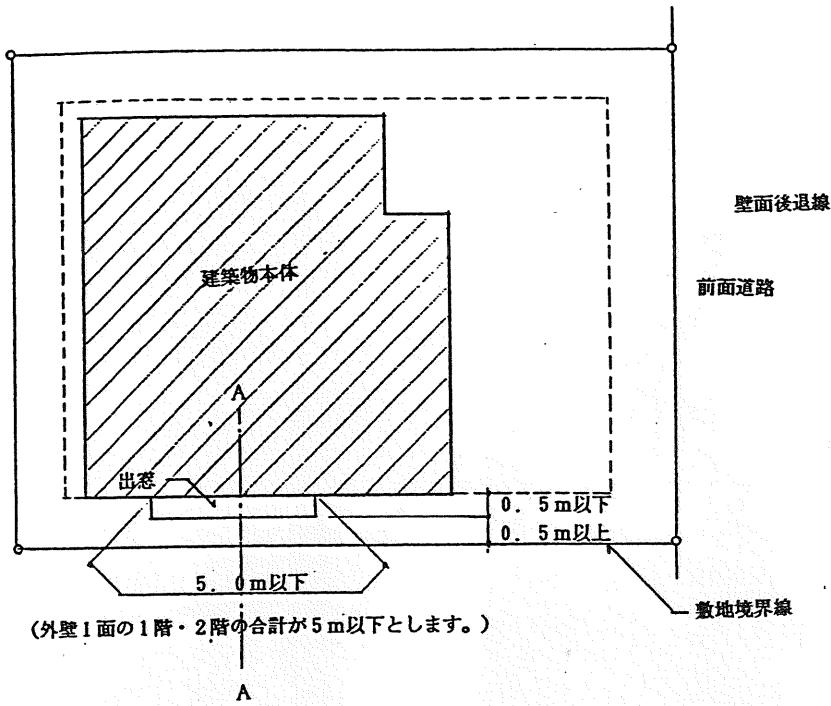 壁面後退線
前面道路
建築物本体
A
出窓
0．5m以下
0．5m以上
5．0m以下
敷地境界線
（外壁1面の1階・2階の合計が5m以下とします。）
A